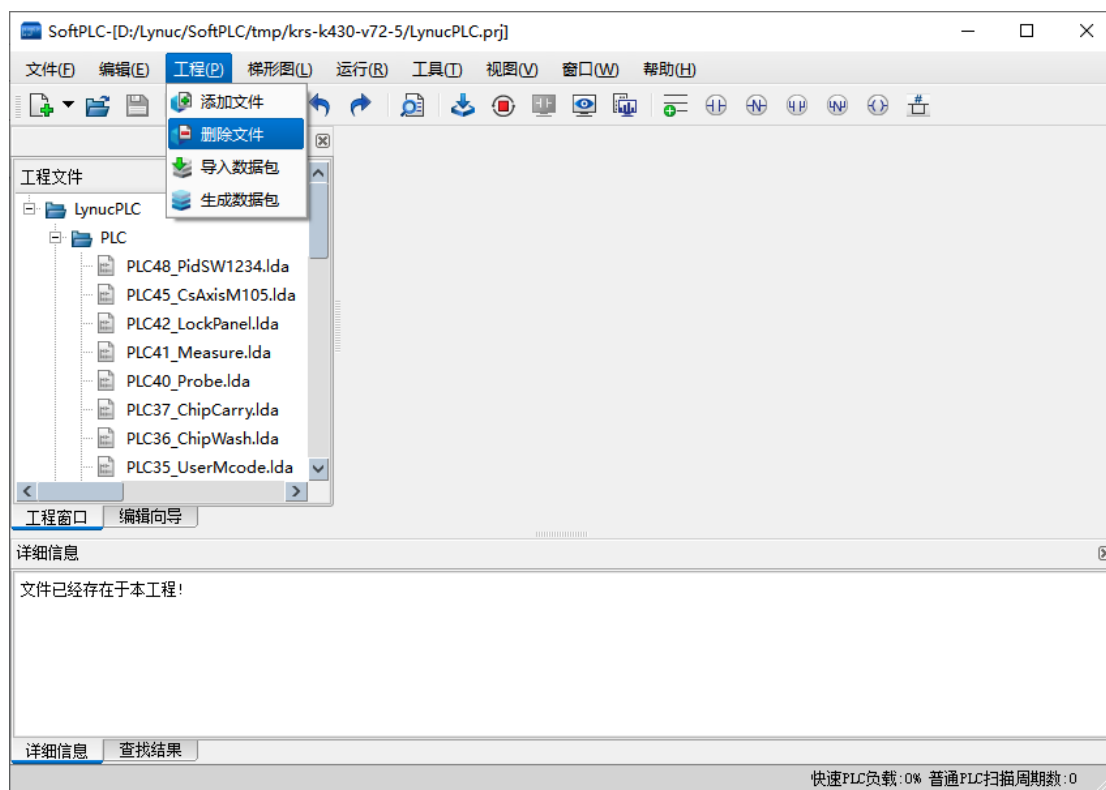 SoftPLC-[D:/Lynuc/SoftPLC/tmp/krs-k430-v72-5/LynucPLC.prj]
文件(F) 编辑(E) 工程(P) 梯形图(L) 运行(R) 工具(T) 视图(V) 窗口(W) 帮助(H)
添加文件
删除文件
导入数据包
生成数据包
工程文件
LynucPLC
PLC
PLC48_PidSW1234.lda
PLC45_CsAxisM105.lda
PLC42_LockPanel.lda
PLC41_Measure.lda
PLC40_Probe.lda
PLC37_ChipCarry.lda
PLC36_ChipWash.lda
PLC35_UserMcode.lda
工程窗口 编辑向导
详细信息
文件已经存在于本工程!
详细信息 查找结果
快速PLC负载:0% 普通PLC扫描周期数:0